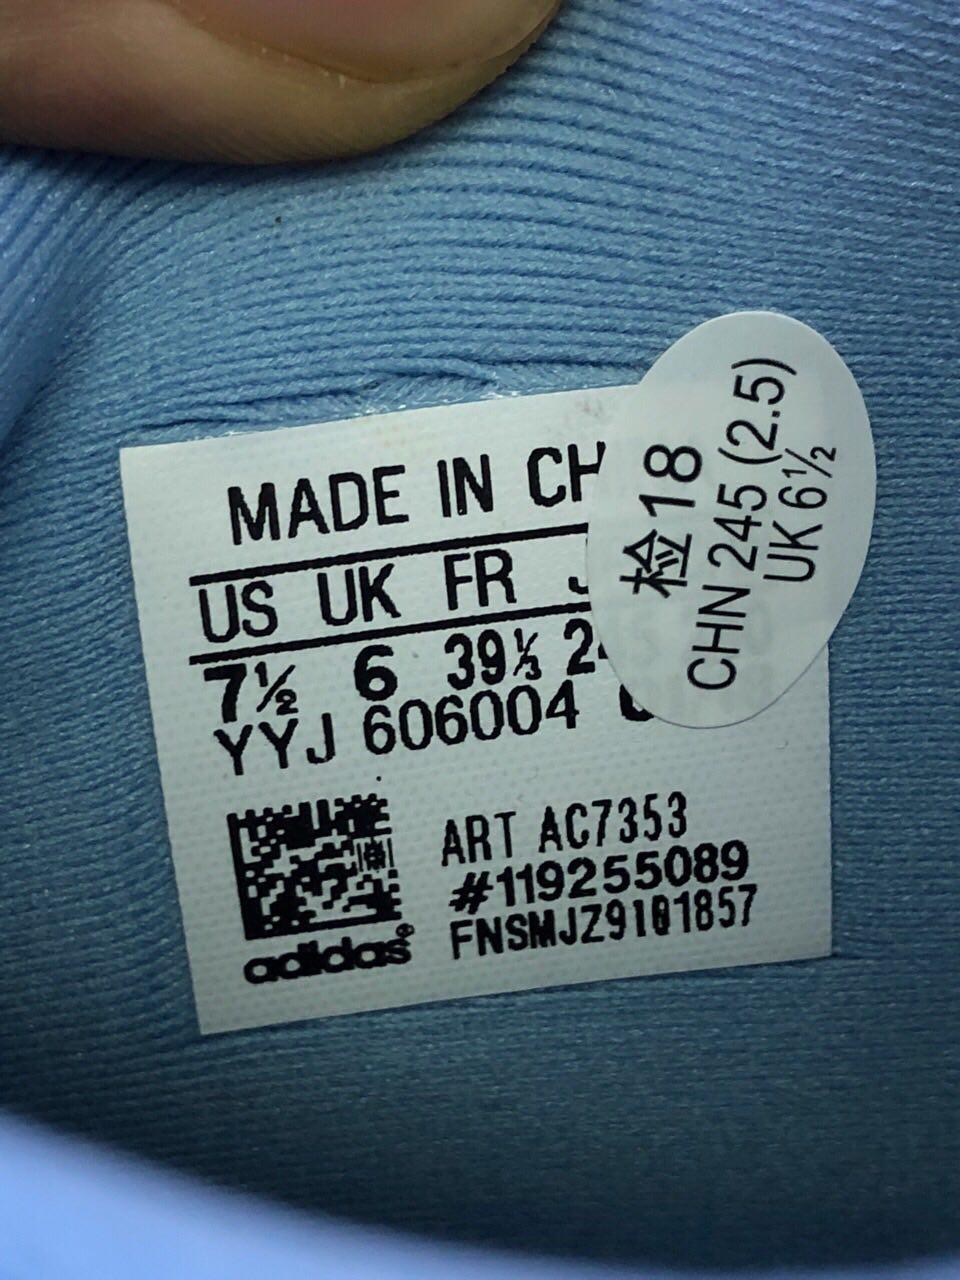 MADE IN CH
US UK FR J
7½ 6 39⅓ 2
YYJ 606004
ART AC7353
#119255089
FNSMJZ9101857
adidas
检18
CHN 245 (2.5)
UK 6½